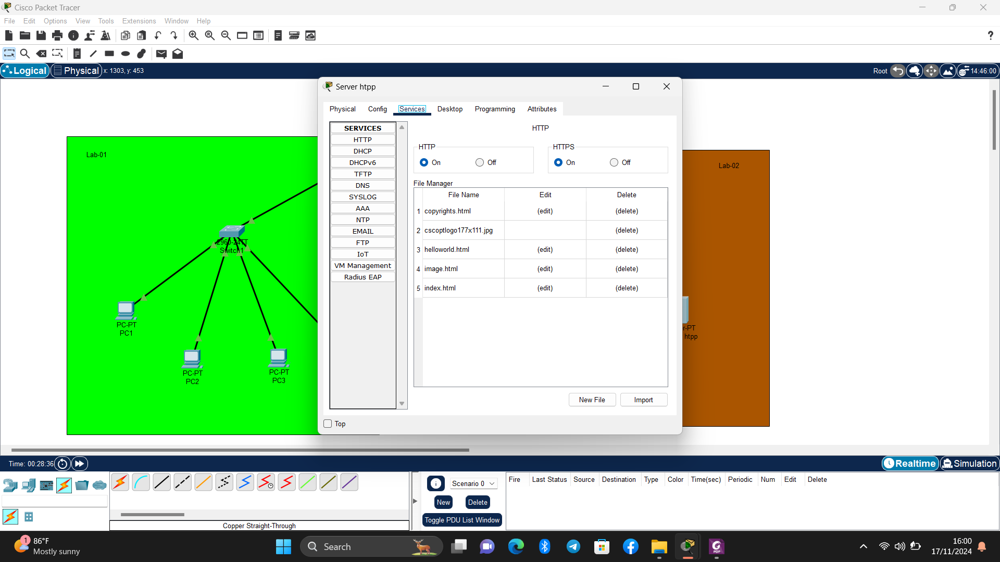 Cisco Packet Tracer
File Edit Options View Tools Extensions Window Help
?
Logical Physical x: 1303, y: 453 Root 14:46:00
Server htpp
Physical Config Services Desktop Programming Attributes
SERVICES
HTTP
DHCP
DHCPv6
TFTP
DNS
SYSLOG
AAA
NTP
EMAIL
FTP
IoT
VM Management
Radius EAP
HTTP
HTTP HTTPS
On Off On Off
File Manager
File Name Edit Delete
1 copyrights.html (edit) (delete)
2 cscoptlogo177x111.jpg (delete)
3 helloworld.html (edit) (delete)
4 image.html (edit) (delete)
5 index.html (edit) (delete)
New File Import
Top
Lab-01
2960-24TT
Switch1
PC-PT
PC1
PC-PT
PC2
PC-PT
PC3
Lab-02
r-PT
htpp
Time: 00:28:36 Realtime Simulation
Scenario 0
New Delete
Toggle PDU List Window
Fire Last Status Source Destination Type Color Time(sec) Periodic Num Edit Delete
Copper Straight-Through
1
86°F
Mostly sunny
Search
PDF
16:00
17/11/2024